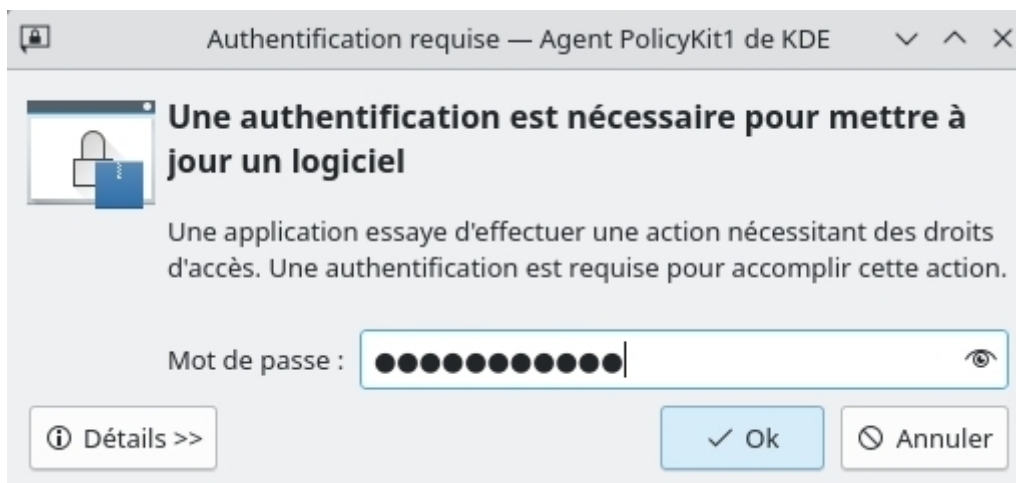 Authentification requise — Agent PolicyKit1 de KDE
Une authentification est nécessaire pour mettre à
jour un logiciel
Une application essaye d'effectuer une action nécessitant des droits
d'accès. Une authentification est requise pour accomplir cette action.
Mot de passe : ●●●●●●●●●●●
Détails >>
Ok
Annuler